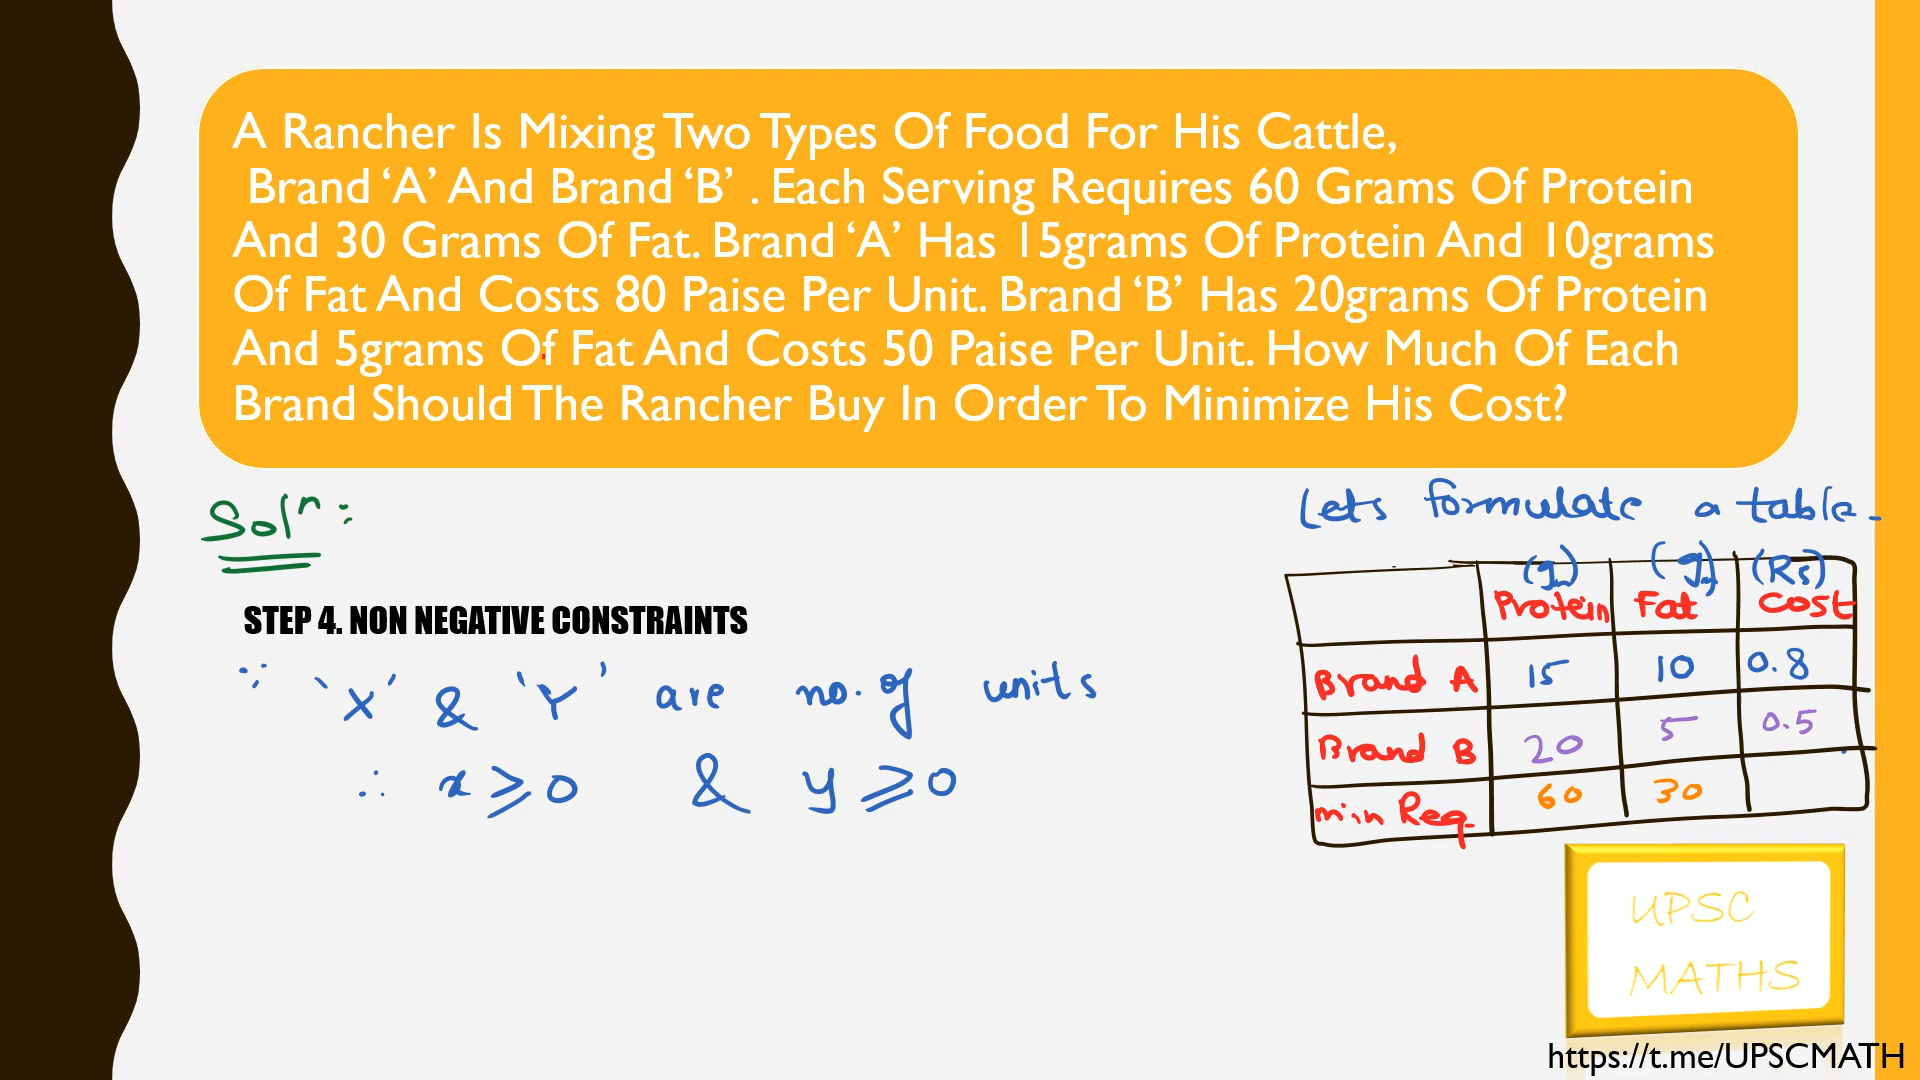 A Rancher Is Mixing Two Types Of Food For His Cattle,
Brand ‘A’ And Brand ‘B’ . Each Serving Requires 60 Grams Of Protein
And 30 Grams Of Fat. Brand ‘A’ Has 15grams Of Protein And 10grams
Of Fat And Costs 80 Paise Per Unit. Brand ‘B’ Has 20grams Of Protein
And 5grams Of Fat And Costs 50 Paise Per Unit. How Much Of Each
Brand Should The Rancher Buy In Order To Minimize His Cost?
Solⁿ :
STEP 4. NON NEGATIVE CONSTRAINTS
∵ ‘X’ & ‘Y’ are no. of units
∴ x ⩾ 0 & y ⩾ 0
Lets formulate a table.
(gm) (gm) (Rs)
Protein Fat Cost
Brand A 15 10 0.8
Brand B 20 5 0.5
min Req. 60 30
UPSC
MATHS
https://t.me/UPSCMATH